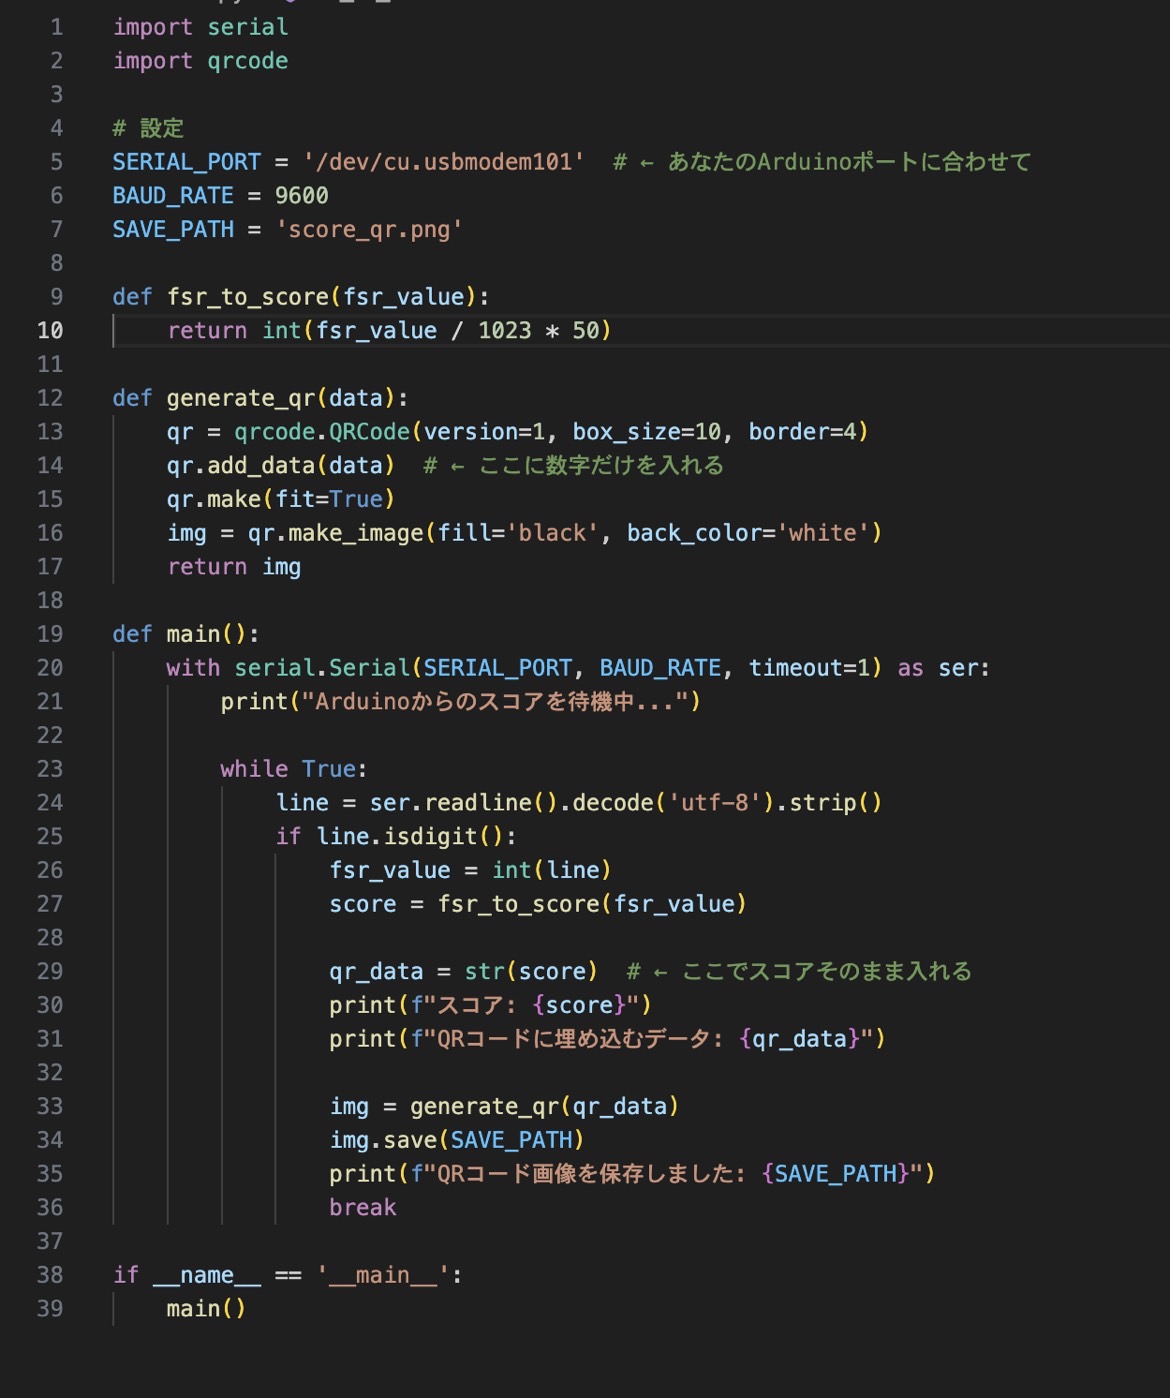 1 import serial
2 import qrcode
3
4 # 設定
5 SERIAL_PORT = '/dev/cu.usbmodem101'  # ← あなたのArduinoポートに合わせて
6 BAUD_RATE = 9600
7 SAVE_PATH = 'score_qr.png'
8
9 def fsr_to_score(fsr_value):
10     return int(fsr_value / 1023 * 50)
11
12 def generate_qr(data):
13     qr = qrcode.QRCode(version=1, box_size=10, border=4)
14     qr.add_data(data)  # ← ここに数字だけを入れる
15     qr.make(fit=True)
16     img = qr.make_image(fill='black', back_color='white')
17     return img
18
19 def main():
20     with serial.Serial(SERIAL_PORT, BAUD_RATE, timeout=1) as ser:
21         print("Arduinoからのスコアを待機中...")
22
23         while True:
24             line = ser.readline().decode('utf-8').strip()
25             if line.isdigit():
26                 fsr_value = int(line)
27                 score = fsr_to_score(fsr_value)
28
29                 qr_data = str(score)  # ← ここでスコアそのまま入れる
30                 print(f"スコア: {score}")
31                 print(f"QRコードに埋め込むデータ: {qr_data}")
32
33                 img = generate_qr(qr_data)
34                 img.save(SAVE_PATH)
35                 print(f"QRコード画像を保存しました: {SAVE_PATH}")
36                 break
37
38 if __name__ == '__main__':
39     main()